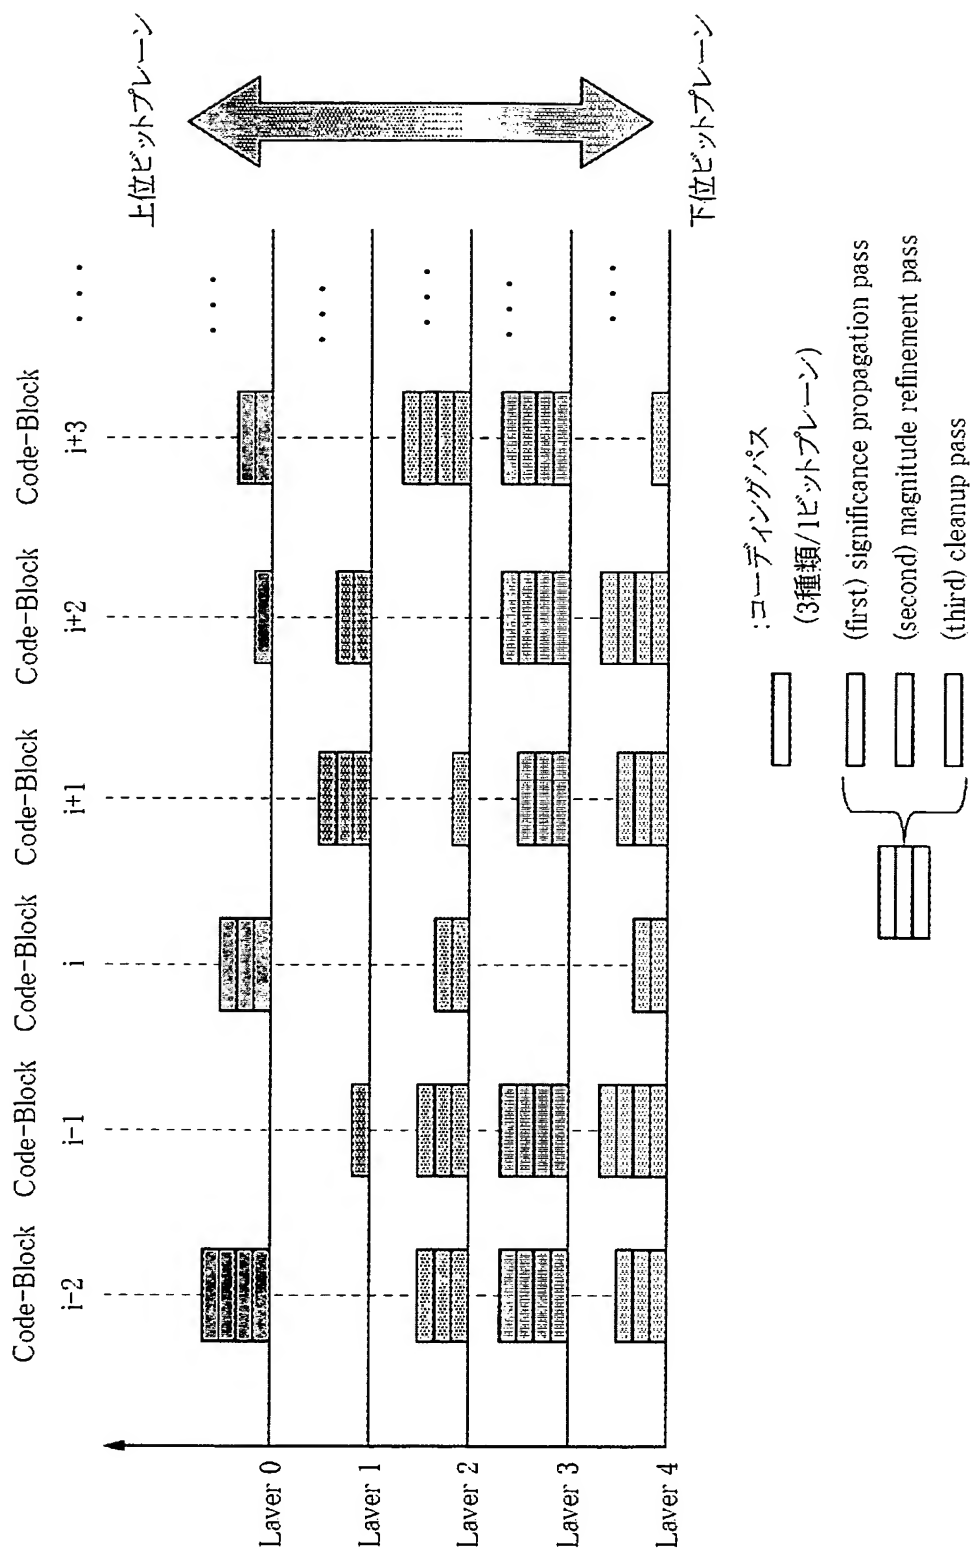 Code-Block Code-Block Code-Block Code-Block Code-Block Code-Block
i-2 i-1 i i+1 i+2 i+3 ...
上位ビットプレーン
Layer 0
Layer 1
Layer 2
Layer 3
Layer 4
下位ビットプレーン
:コーディングパス
(3種類/1ビットプレーン)
(first) significance propagation pass
(second) magnitude refinement pass
(third) cleanup pass